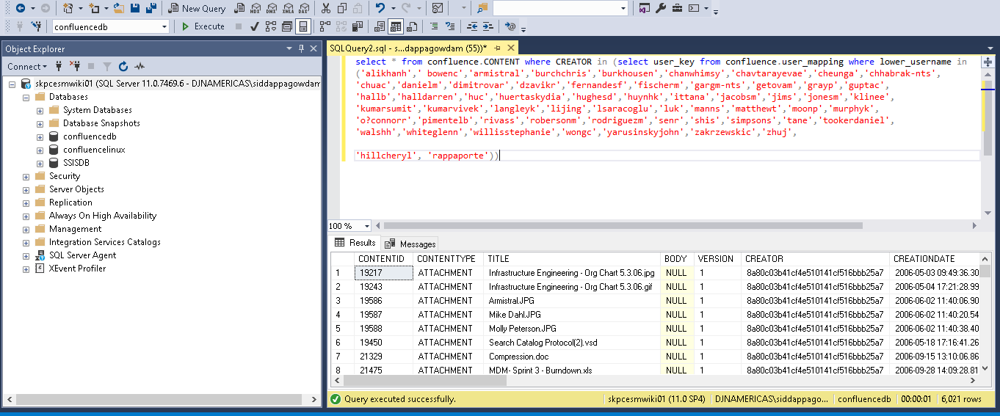 New Query
MDX
DMX
XMLA
DAX
confluencedb
Execute
Object Explorer
Connect
skpcesmwiki01 (SQL Server 11.0.7469.6 - DJNAMERICAS\siddappagowdam
Databases
System Databases
Database Snapshots
confluencedb
confluencelinux
SSISDB
Security
Server Objects
Replication
Always On High Availability
Management
Integration Services Catalogs
SQL Server Agent
XEvent Profiler
SQLQuery2.sql - s...dappagowdam (55))*
select * from confluence.CONTENT where CREATOR in (select user_key from confluence.user_mapping where lower_username in
('alikhanh',' bowenc','armistral','burchchris','burkhousen','chanwhimsy','chavtarayevae','cheunga','chhabrak-nts',
'chuac','danielm','dimitrovar','dzavikr','fernandesf','fischerm','gargm-nts','getovam','grayp','guptac',
'hallb','halldarren','huc','huertaskydia','hughesd','huynhk','ittana','jacobsm','jims','jonesm','klinee',
'kumarsumit','kumarvivek','langleyk','lijing','lsaracoglu','luk','manns','matthewt','moonp','murphyk',
'o?connorr','pimentelb','rivass','robersonm','rodriguezm','senr','shis','simpsons','tane','tookerdaniel',
'walshh','whiteglenn','willisstephanie','wongc','yarusinskyjohn','zakrzewskic','zhuj',
'hillcheryl', 'rappaporte'))
100 %
Results Messages
CONTENTID CONTENTTYPE TITLE BODY VERSION CREATOR CREATIONDATE
1 19217 ATTACHMENT Infrastructure Engineering - Org Chart 5.3.06.jpg NULL 1 8a80c03b41cf4e510141cf516bbb25a7 2006-05-03 09:49:36.30
2 19243 ATTACHMENT Infrastructure Engineering - Org Chart 5.3.06.gif NULL 1 8a80c03b41cf4e510141cf516bbb25a7 2006-05-04 17:21:28.99
3 19586 ATTACHMENT Armistral.JPG NULL 1 8a80c03b41cf4e510141cf516bbb25a7 2006-06-02 11:40:06.90
4 19587 ATTACHMENT Mike Dahl.JPG NULL 1 8a80c03b41cf4e510141cf516bbb25a7 2006-06-02 11:40:20.54
5 19588 ATTACHMENT Molly Peterson.JPG NULL 1 8a80c03b41cf4e510141cf516bbb25a7 2006-06-02 11:40:38.40
6 19450 ATTACHMENT Search Catalog Protocol(2).vsd NULL 1 8a80c03b41cf4e510141cf516bbb25a7 2006-05-18 17:16:41.26
7 21329 ATTACHMENT Compression.doc NULL 1 8a80c03b41cf4e510141cf516bbb25a7 2006-09-15 13:10:06.86
8 21475 ATTACHMENT MDM- Sprint 3 - Burndown.xls NULL 1 8a80c03b41cf4e510141cf516bbb25a7 2006-09-28 14:09:28.81
Query executed successfully. skpcesmwiki01 (11.0 SP4) DJNAMERICAS\siddappago... confluencedb 00:00:01 6,021 rows